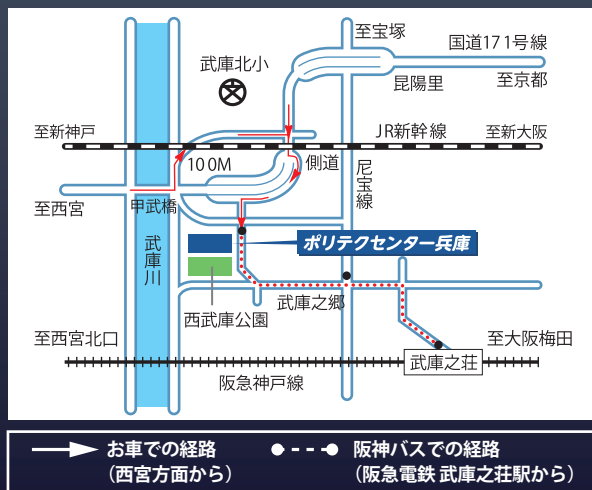 至宝塚
国道171号線
武庫北小
昆陽里
至京都
至新神戸
JR新幹線
至新大阪
100M
側道
尼宝線
至西宮
甲武橋
武庫川
ポリテクセンター兵庫
武庫之郷
西武庫公園
至西宮北口
至大阪梅田
武庫之荘
阪急神戸線
お車での経路
（西宮方面から）
阪神バスでの経路
（阪急電鉄 武庫之荘駅から）